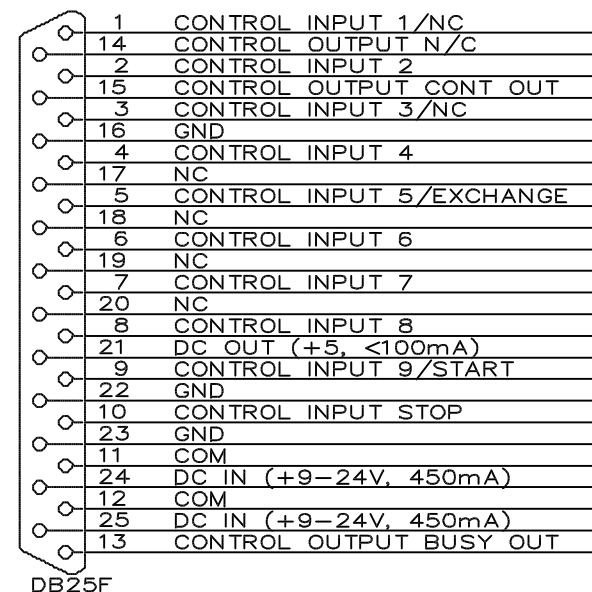 1 CONTROL INPUT 1/NC
14 CONTROL OUTPUT N/C
2 CONTROL INPUT 2
15 CONTROL OUTPUT CONT OUT
3 CONTROL INPUT 3/NC
16 GND
4 CONTROL INPUT 4
17 NC
5 CONTROL INPUT 5/EXCHANGE
18 NC
6 CONTROL INPUT 6
19 NC
7 CONTROL INPUT 7
20 NC
8 CONTROL INPUT 8
21 DC OUT (+5, <100mA)
9 CONTROL INPUT 9/START
22 GND
10 CONTROL INPUT STOP
23 GND
11 COM
24 DC IN (+9-24V, 450mA)
12 COM
25 DC IN (+9-24V, 450mA)
13 CONTROL OUTPUT BUSY OUT
DB25F